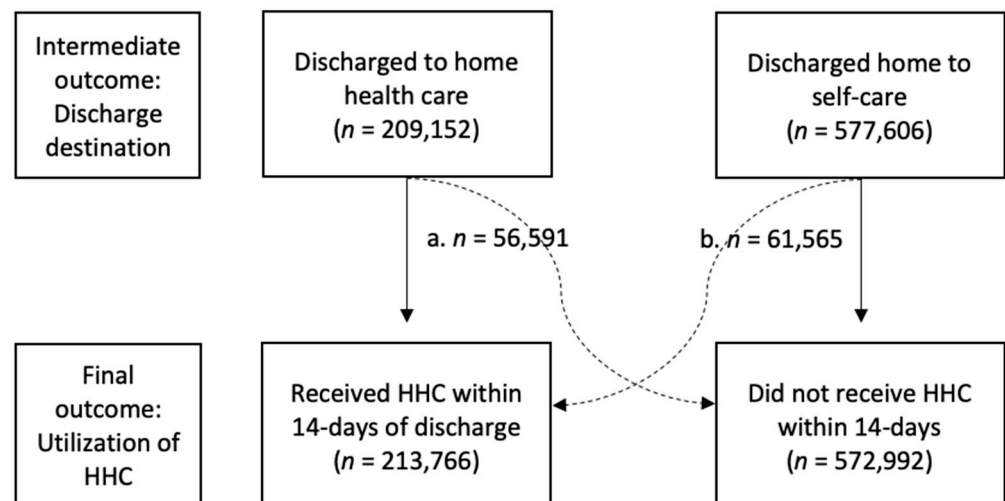 Intermediate
outcome:
Discharge
destination
Discharged to home
health care
(n = 209,152)
Discharged home to
self-care
(n = 577,606)
a. n = 56,591
b. n = 61,565
Final
outcome:
Utilization of
HHC
Received HHC within
14-days of discharge
(n = 213,766)
Did not receive HHC
within 14-days
(n = 572,992)